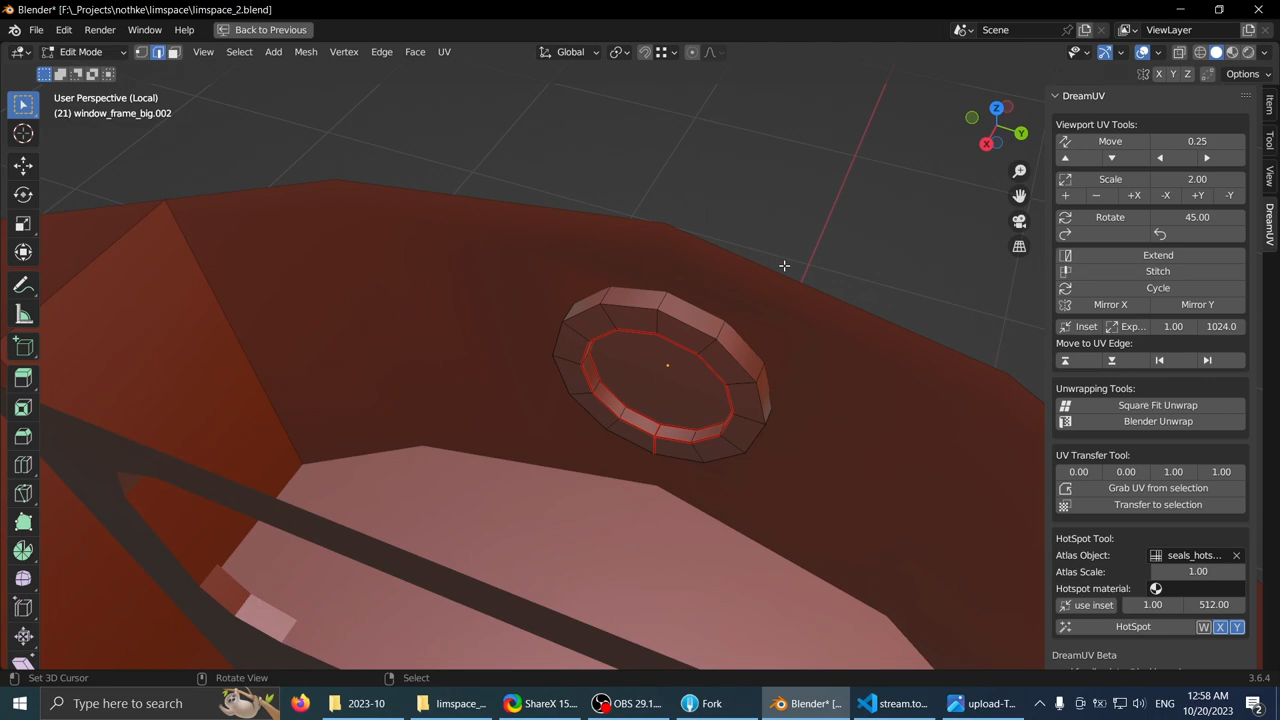 Blender* [F:\_Projects\nothke\limspace\limspace_2.blend]
File Edit Render Window Help Back to Previous Scene ViewLayer
Edit Mode View Select Add Mesh Vertex Edge Face UV Global
X Y Z Options
User Perspective (Local)
(21) window_frame_big.002
Z
Y
X
DreamUV
Viewport UV Tools:
Move 0.25
Scale 2.00
+ − +X -X +Y -Y
Rotate 45.00
Extend
Stitch
Cycle
Mirror X Mirror Y
Inset Exp... 1.00 1024.0
Move to UV Edge:
Unwrapping Tools:
Square Fit Unwrap
Blender Unwrap
UV Transfer Tool:
0.00 0.00 1.00 1.00
Grab UV from selection
Transfer to selection
HotSpot Tool:
Atlas Object: seals_hots...
Atlas Scale: 1.00
Hotspot material:
use inset 1.00 512.00
HotSpot W X Y
DreamUV Beta
Item
Tool
View
DreamUV
Set 3D Cursor Rotate View Select 3.6.4
Type here to search 2023-10 limspace_... ShareX 15.... OBS 29.1.... Fork Blender* [... stream.to... upload-T... ENG 12:58 AM
10/20/2023 2